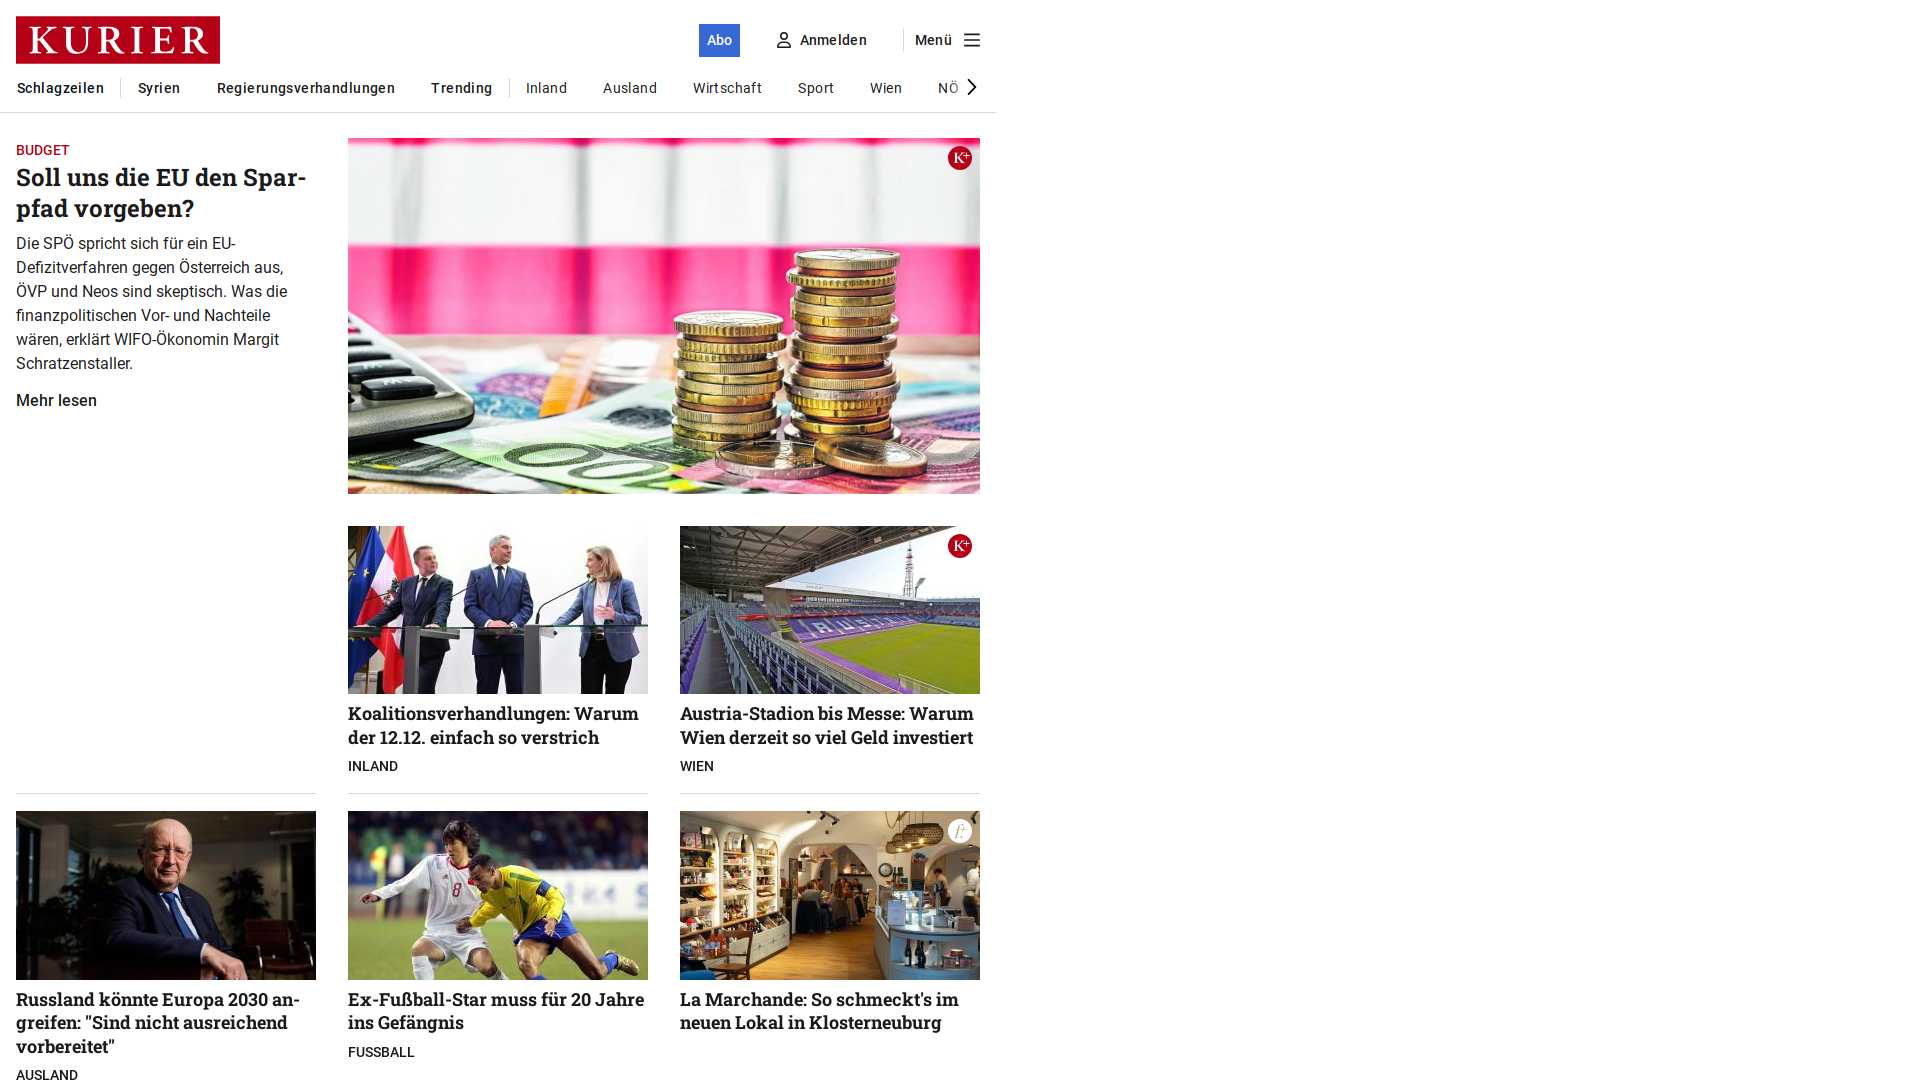 KURIER
Abo
Anmelden
Menü
Schlagzeilen
Syrien
Regierungsverhandlungen
Trending
Inland
Ausland
Wirtschaft
Sport
Wien
NÖ
BUDGET
Soll uns die EU den Spar-
pfad vorgeben?
Die SPÖ spricht sich für ein EU-
Defizitverfahren gegen Österreich aus,
ÖVP und Neos sind skeptisch. Was die
finanzpolitischen Vor- und Nachteile
wären, erklärt WIFO-Ökonomin Margit
Schratzenstaller.
Mehr lesen
K+
K+
Koalitionsverhandlungen: Warum
der 12.12. einfach so verstrich
INLAND
Austria-Stadion bis Messe: Warum
Wien derzeit so viel Geld investiert
WIEN
8
Russland könnte Europa 2030 an-
greifen: "Sind nicht ausreichend
vorbereitet"
AUSLAND
Ex-Fußball-Star muss für 20 Jahre
ins Gefängnis
FUSSBALL
La Marchande: So schmeckt's im
neuen Lokal in Klosterneuburg